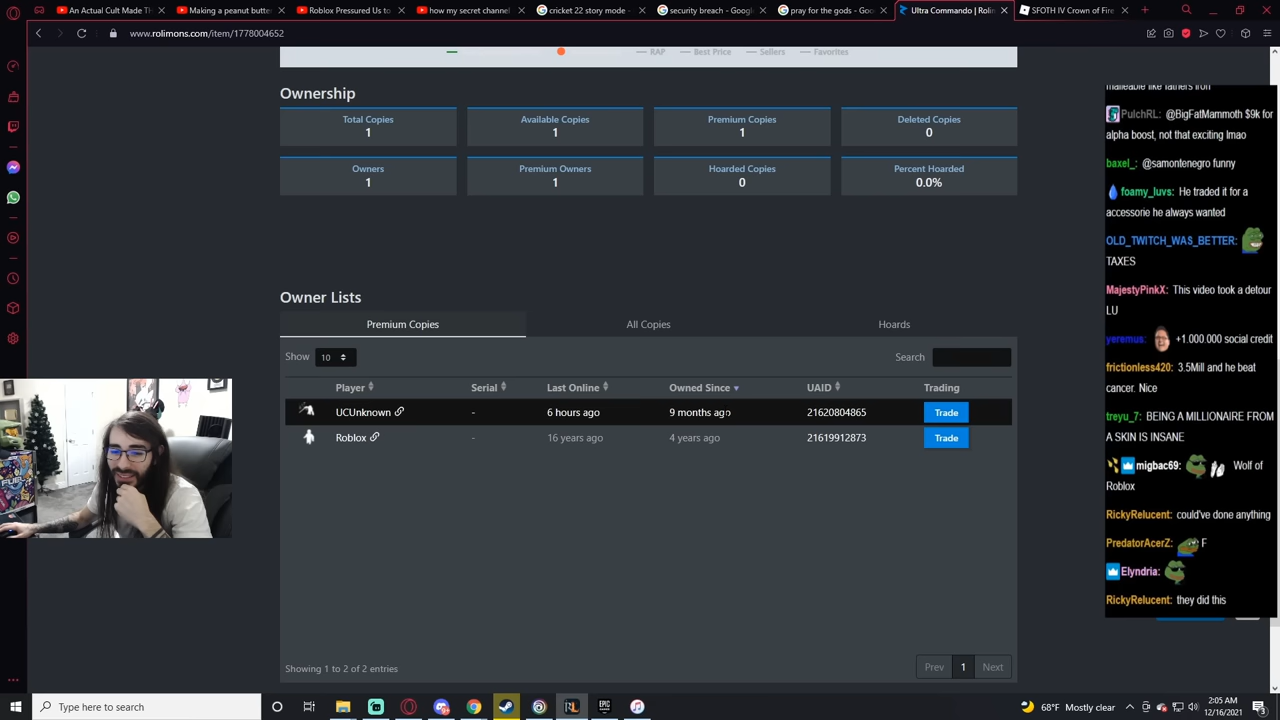 An Actual Cult Made Th
Making a peanut butter
Roblox Pressured Us to
how my secret channel
cricket 22 story mode -
security breach - Googl
pray for the gods - Goo
Ultra Commando | Rolin
SFOTH IV Crown of Fire
www.rolimons.com/item/1778004652
RAP
Best Price
Sellers
Favorites
Ownership
Total Copies
1
Available Copies
1
Premium Copies
1
Deleted Copies
0
Owners
1
Premium Owners
1
Hoarded Copies
0
Percent Hoarded
0.0%
Owner Lists
Premium Copies
All Copies
Hoards
Show 10
Search
Player Serial Last Online Owned Since UAID Trading
UCUnknown - 6 hours ago 9 months ago 21620804865 Trade
Roblox - 16 years ago 4 years ago 21619912873 Trade
Showing 1 to 2 of 2 entries
Prev 1 Next
malleable like fathers iron
PulchRL: @BigFatMammoth $9k for
alpha boost, not that exciting lmao
baxel_: @samontenegro funny
foamy_luvs: He traded it for a
accessorie he always wanted
OLD_TWITCH_WAS_BETTER:
TAXES
MajestyPinkX: This video took a detour
LU
yeremus: +1.000.000 social credit
frictionless420: 3.5Mill and he beat
cancer. Nice
treyu_7: BEING A MILLIONAIRE FROM
A SKIN IS INSANE
migbac69: Wolf of
Roblox
RickyRelucent: could've done anything
PredatorAcerZ: F
Elyndria:
RickyRelucent: they did this
FUEL
Type here to search
EPIC
68°F Mostly clear
2:05 AM
12/16/2021
3